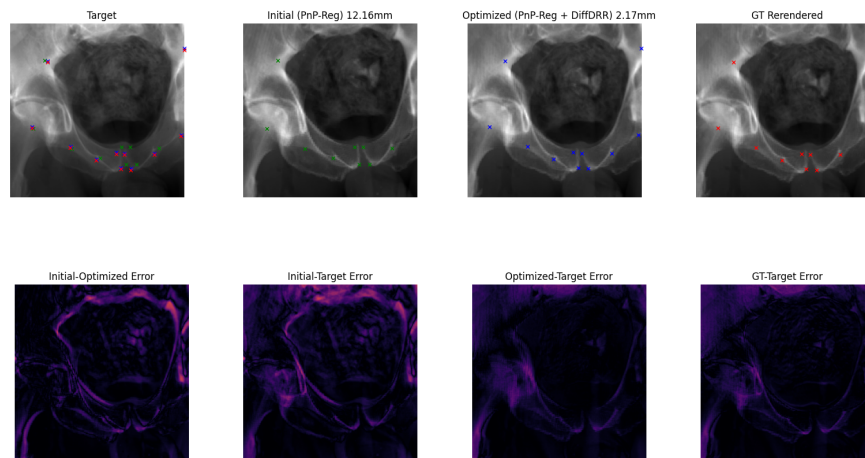 Target
Initial (PnP-Reg) 12.16mm
Optimized (PnP-Reg + DiffDRR) 2.17mm
GT Rerendered
Initial-Optimized Error
Initial-Target Error
Optimized-Target Error
GT-Target Error